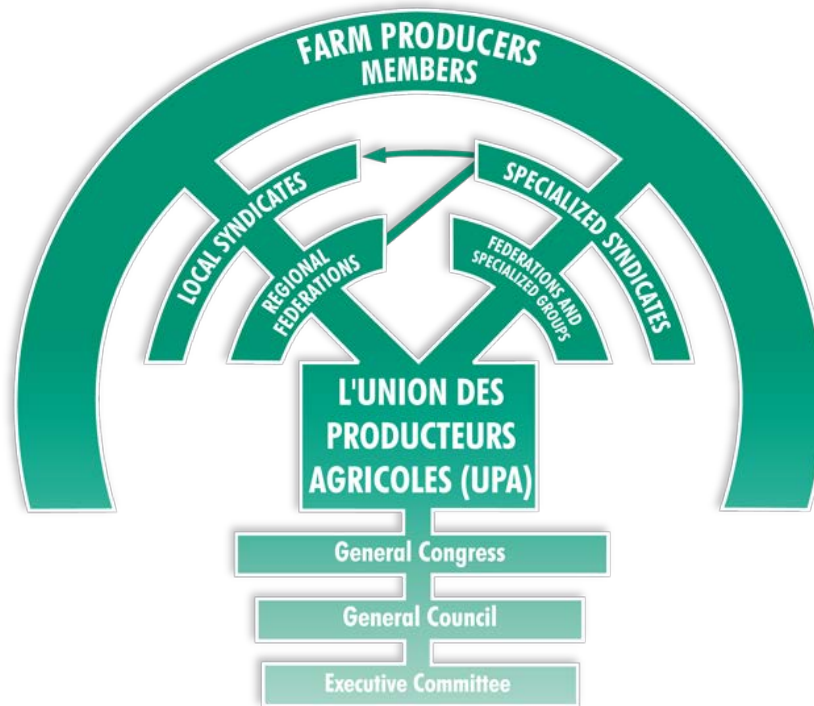 FARM PRODUCERS
MEMBERS
LOCAL SYNDICATES
SPECIALIZED SYNDICATES
REGIONAL
FEDERATIONS
FEDERATIONS AND
SPECIALIZED GROUPS
L'UNION DES
PRODUCTEURS
AGRICOLES (UPA)
General Congress
General Council
Executive Committee